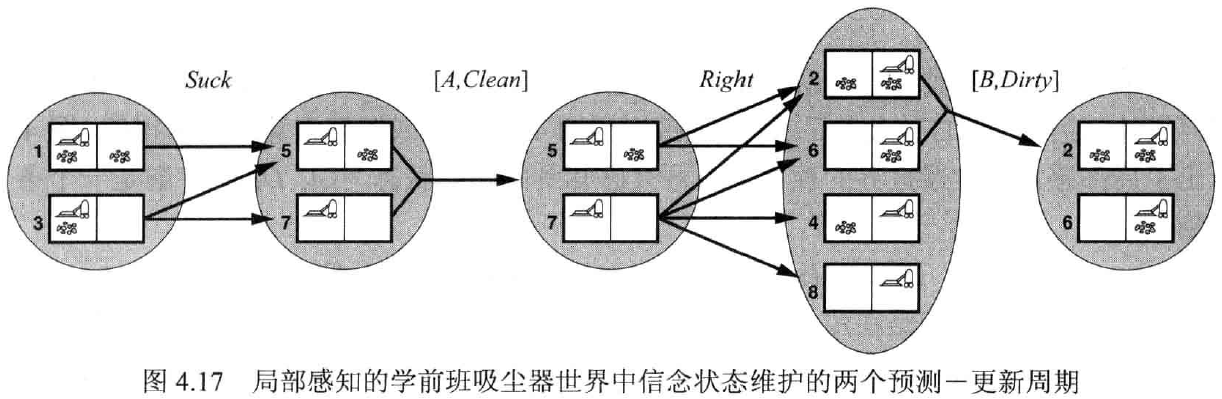 Suck [A,Clean] Right [B,Dirty]
1 5 5 2 2
3 7 7 6 6
4
8
图 4.17 局部感知的学前班吸尘器世界中信念状态维护的两个预测－更新周期